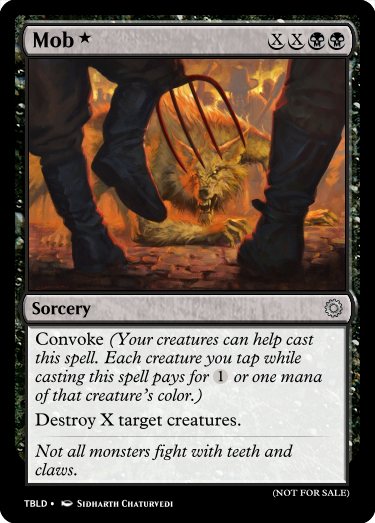 Mob ★ X X
Sorcery
Convoke (Your creatures can help cast
this spell. Each creature you tap while
casting this spell pays for 1 or one mana
of that creature's color.)
Destroy X target creatures.
Not all monsters fight with teeth and
claws.
(NOT FOR SALE)
TBLD • Sidharth Chaturvedi